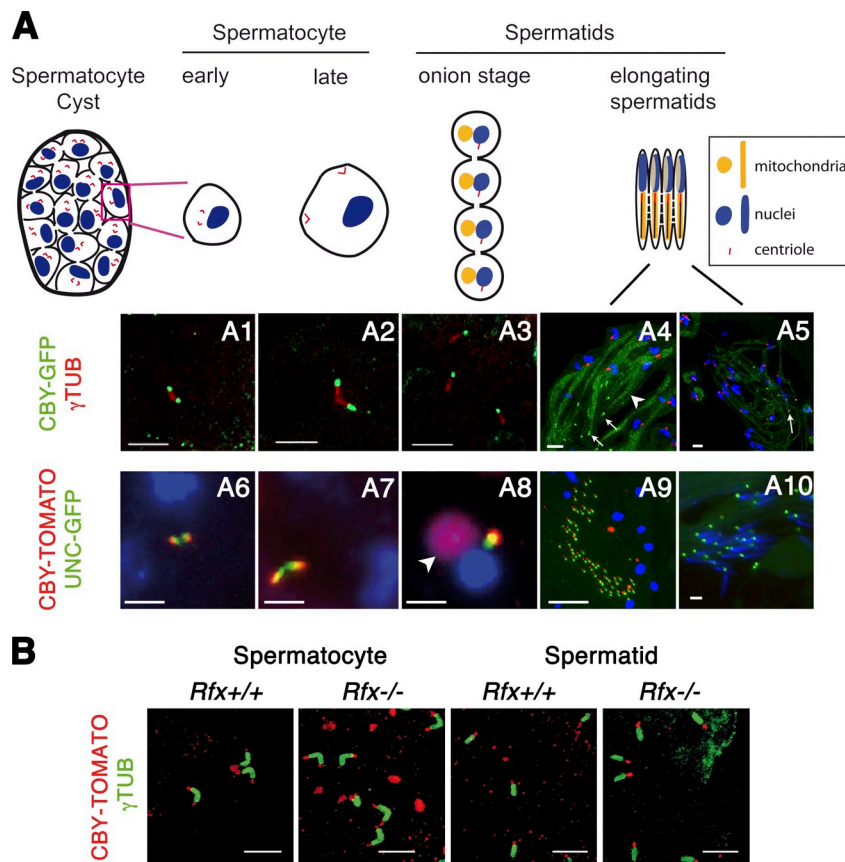 A
Spermatocyte
Spermatids
Spermatocyte
Cyst
early
late
onion stage
elongating
spermatids
mitochondria
nuclei
centriole
CBY-GFP
γTUB
A1
A2
A3
A4
A5
CBY-TOMATO
UNC-GFP
A6
A7
A8
A9
A10
B
Spermatocyte
Spermatid
Rfx+/+
Rfx-/-
Rfx+/+
Rfx-/-
CBY-TOMATO
γTUB